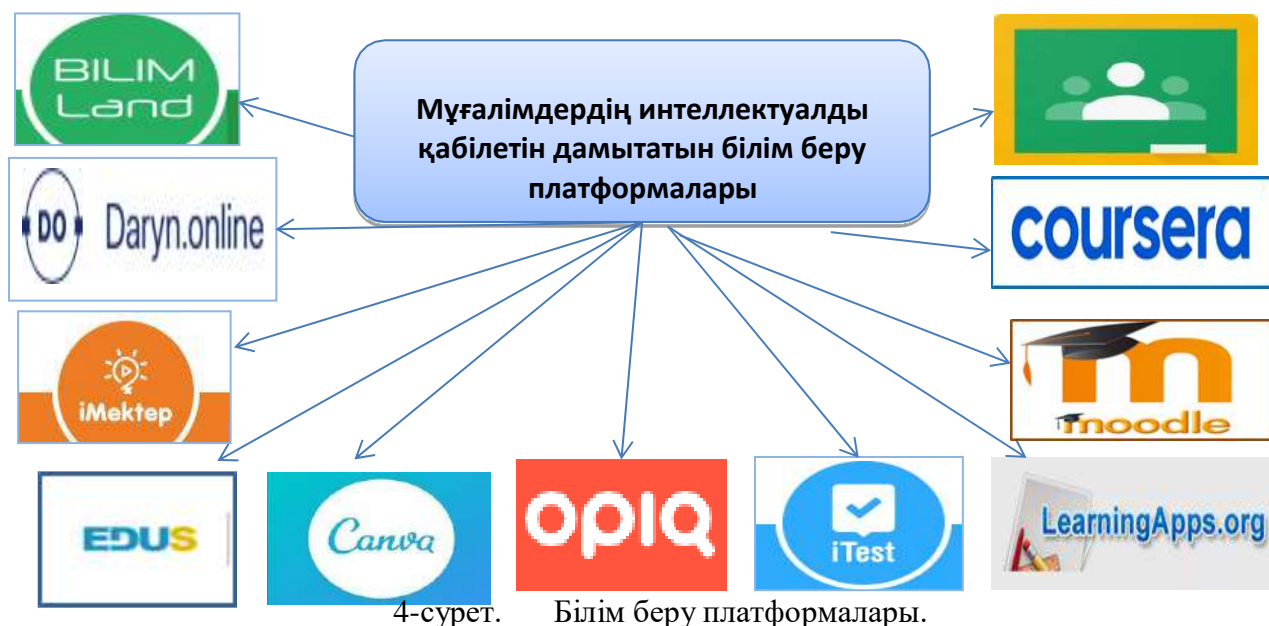 BILIM
Land
Мұғалімдердің интеллектуалды
қабілетін дамытатын білім беру
платформалары
DO Daryn.online
coursera
iMektep
m
moodle
EDUS
Canva
OPIQ
iTest
LearningApps.org
4-сурет. Білім беру платформалары.